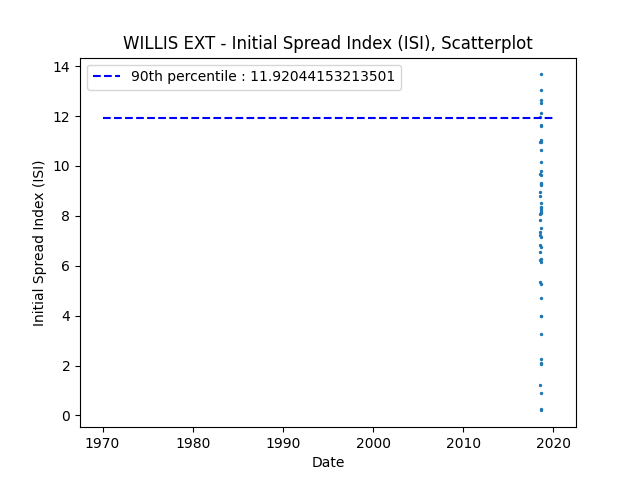 WILLIS EXT - Initial Spread Index (ISI), Scatterplot
90th percentile : 11.92044153213501
Initial Spread Index (ISI)
14
12
10
8
6
4
2
0
1970 1980 1990 2000 2010 2020
Date